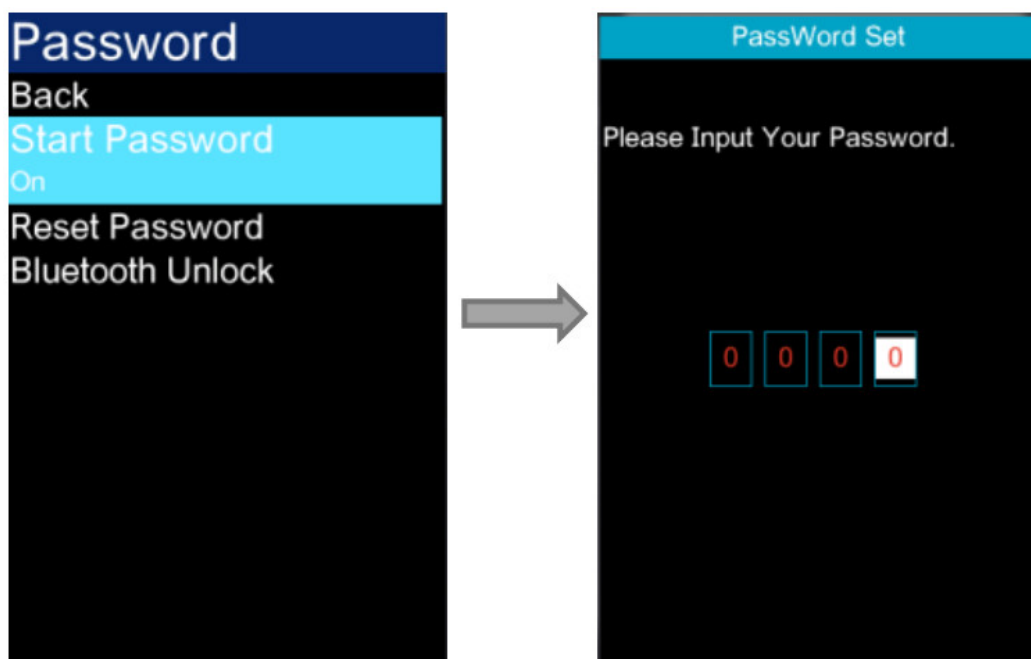 Password
Back
Start Password
On
Reset Password
Bluetooth Unlock
PassWord Set
Please Input Your Password.
0 0 0 0